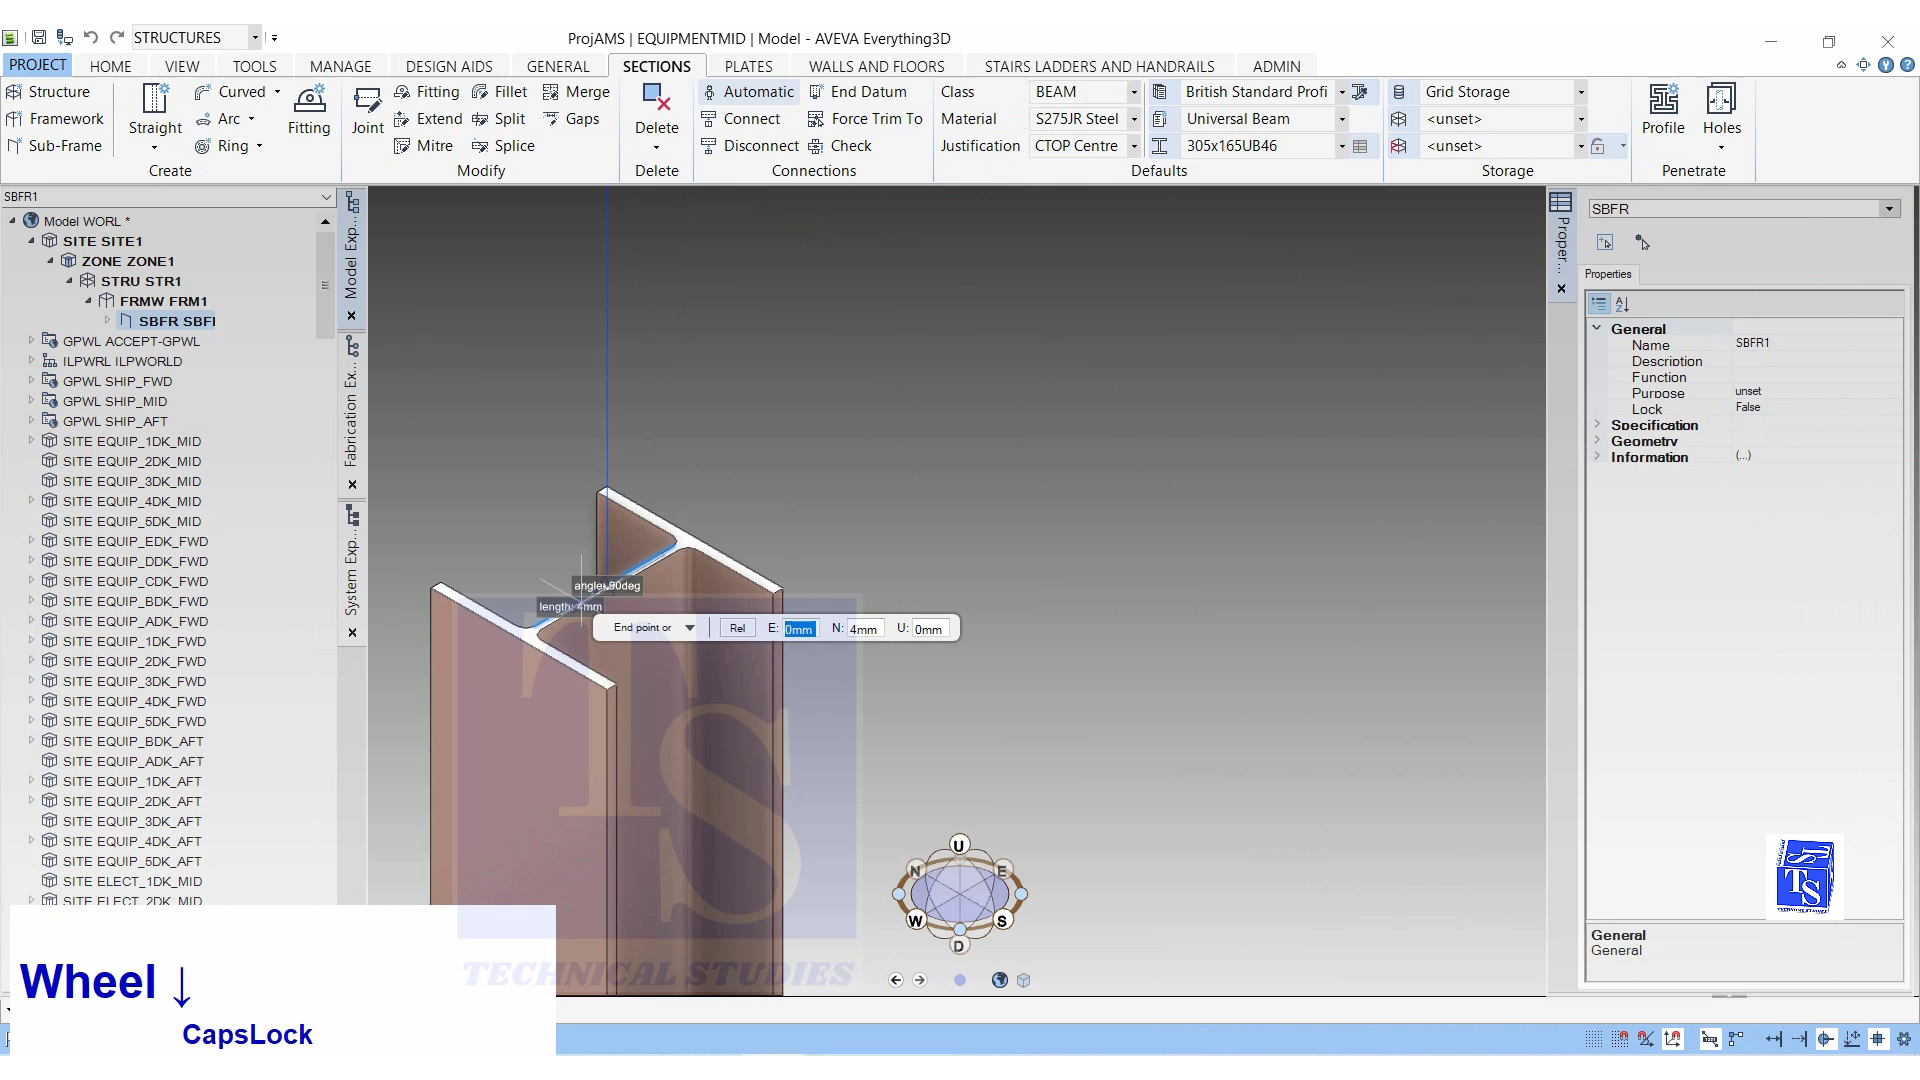 STRUCTURES
ProjAMS | EQUIPMENTMID | Model - AVEVA Everything3D
PROJECT HOME VIEW TOOLS MANAGE DESIGN AIDS GENERAL SECTIONS PLATES WALLS AND FLOORS STAIRS LADDERS AND HANDRAILS ADMIN
Structure Curved Fitting Fillet Merge Automatic End Datum Class BEAM British Standard Profi Grid Storage
Framework Arc Extend Split Gaps Connect Force Trim To Material S275JR Steel Universal Beam <unset>
Straight Fitting Joint Delete Profile Holes
Sub-Frame Ring Mitre Splice Disconnect Check Justification CTOP Centre 305x165UB46 <unset>
Create Modify Delete Connections Defaults Storage Penetrate
SBFR1
Model WORL *
SITE SITE1
ZONE ZONE1
STRU STR1
FRMW FRM1
SBFR SBFI
GPWL ACCEPT-GPWL
ILPWRL ILPWORLD
GPWL SHIP_FWD
GPWL SHIP_MID
GPWL SHIP_AFT
SITE EQUIP_1DK_MID
SITE EQUIP_2DK_MID
SITE EQUIP_3DK_MID
SITE EQUIP_4DK_MID
SITE EQUIP_5DK_MID
SITE EQUIP_EDK_FWD
SITE EQUIP_DDK_FWD
SITE EQUIP_CDK_FWD
SITE EQUIP_BDK_FWD
SITE EQUIP_ADK_FWD
SITE EQUIP_1DK_FWD
SITE EQUIP_2DK_FWD
SITE EQUIP_3DK_FWD
SITE EQUIP_4DK_FWD
SITE EQUIP_5DK_FWD
SITE EQUIP_BDK_AFT
SITE EQUIP_ADK_AFT
SITE EQUIP_1DK_AFT
SITE EQUIP_2DK_AFT
SITE EQUIP_3DK_AFT
SITE EQUIP_4DK_AFT
SITE EQUIP_5DK_AFT
SITE ELECT_1DK_MID
SITE ELECT_2DK_MID
Model Exp...
Fabrication Ex...
System Exp...
angle: 90deg
length: 4mm
End point or Rel E: 0mm N: 4mm U: 0mm
TS
TECHNICAL STUDIES
U
N E
W S
D
Wheel ↓
CapsLock
Proper...
SBFR
Properties
General
Name SBFR1
Description
Function
Purpose unset
Lock False
Specification
Geometry
Information (...)
TS
TECHNICAL STUDIES
General
General